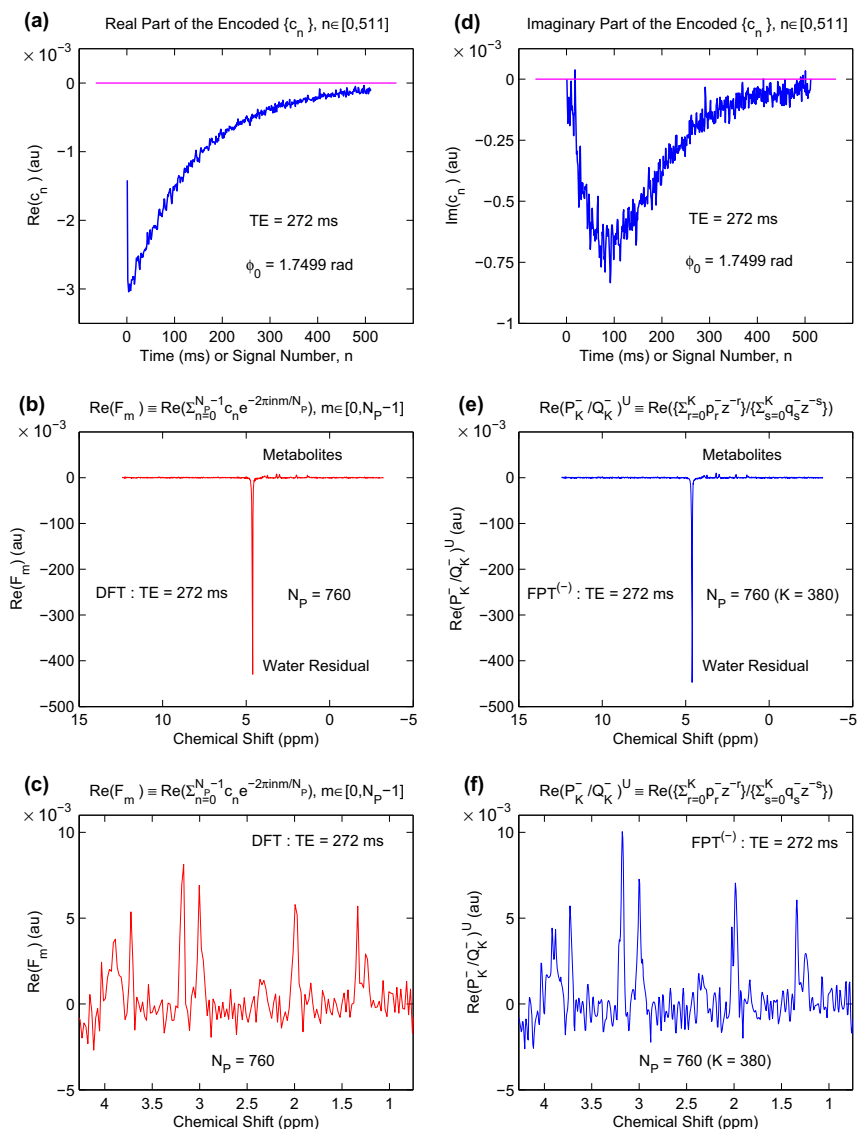 (a) Real Part of the Encoded {c_n}, n∈[0,511]
× 10^−3
0
−1
−2
−3
Re(c_n) (au)
TE = 272 ms
ϕ_0 = 1.7499 rad
0 100 200 300 400 500
Time (ms) or Signal Number, n
(d) Imaginary Part of the Encoded {c_n}, n∈[0,511]
× 10^−3
0
−0.25
−0.5
−0.75
−1
Im(c_n) (au)
TE = 272 ms
ϕ_0 = 1.7499 rad
0 100 200 300 400 500
Time (ms) or Signal Number, n
(b) Re(F_m) ≡ Re(Σ_{n=0}^{N_P−1} c_n e^{−2πinm/N_P}), m∈[0,N_P−1]
× 10^−3
0
−100
−200
−300
−400
−500
Re(F_m) (au)
Metabolites
DFT : TE = 272 ms
N_P = 760
Water Residual
15 10 5 0 −5
Chemical Shift (ppm)
(e) Re(P_K^−/Q_K^−)^U ≡ Re({Σ_{r=0}^K p_r^− z^{−r}}/{Σ_{s=0}^K q_s^− z^{−s}})
× 10^−3
0
−100
−200
−300
−400
−500
Re(P_K^−/Q_K^−)^U (au)
Metabolites
FPT^(−) : TE = 272 ms
N_P = 760 (K = 380)
Water Residual
15 10 5 0 −5
Chemical Shift (ppm)
(c) Re(F_m) ≡ Re(Σ_{n=0}^{N_P−1} c_n e^{−2πinm/N_P}), m∈[0,N_P−1]
× 10^−3
10
5
0
−5
Re(F_m) (au)
DFT : TE = 272 ms
N_P = 760
4 3.5 3 2.5 2 1.5 1
Chemical Shift (ppm)
(f) Re(P_K^−/Q_K^−)^U ≡ Re({Σ_{r=0}^K p_r^− z^{−r}}/{Σ_{s=0}^K q_s^− z^{−s}})
× 10^−3
10
5
0
−5
Re(P_K^−/Q_K^−)^U (au)
FPT^(−) : TE = 272 ms
N_P = 760 (K = 380)
4 3.5 3 2.5 2 1.5 1
Chemical Shift (ppm)